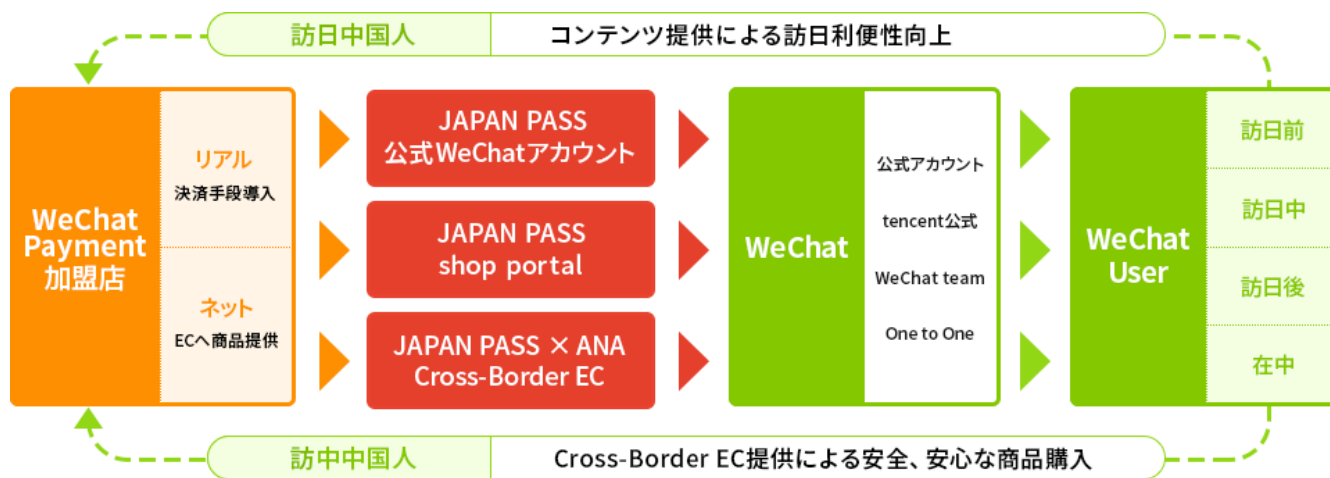 訪日中国人
コンテンツ提供による訪日利便性向上
WeChat
Payment
加盟店
リアル
決済手段導入
ネット
ECへ商品提供
JAPAN PASS
公式WeChatアカウント
JAPAN PASS
shop portal
JAPAN PASS × ANA
Cross-Border EC
WeChat
公式アカウント
tencent公式
WeChat team
One to One
WeChat
User
訪日前
訪日中
訪日後
在中
訪中中国人
Cross-Border EC提供による安全、安心な商品購入